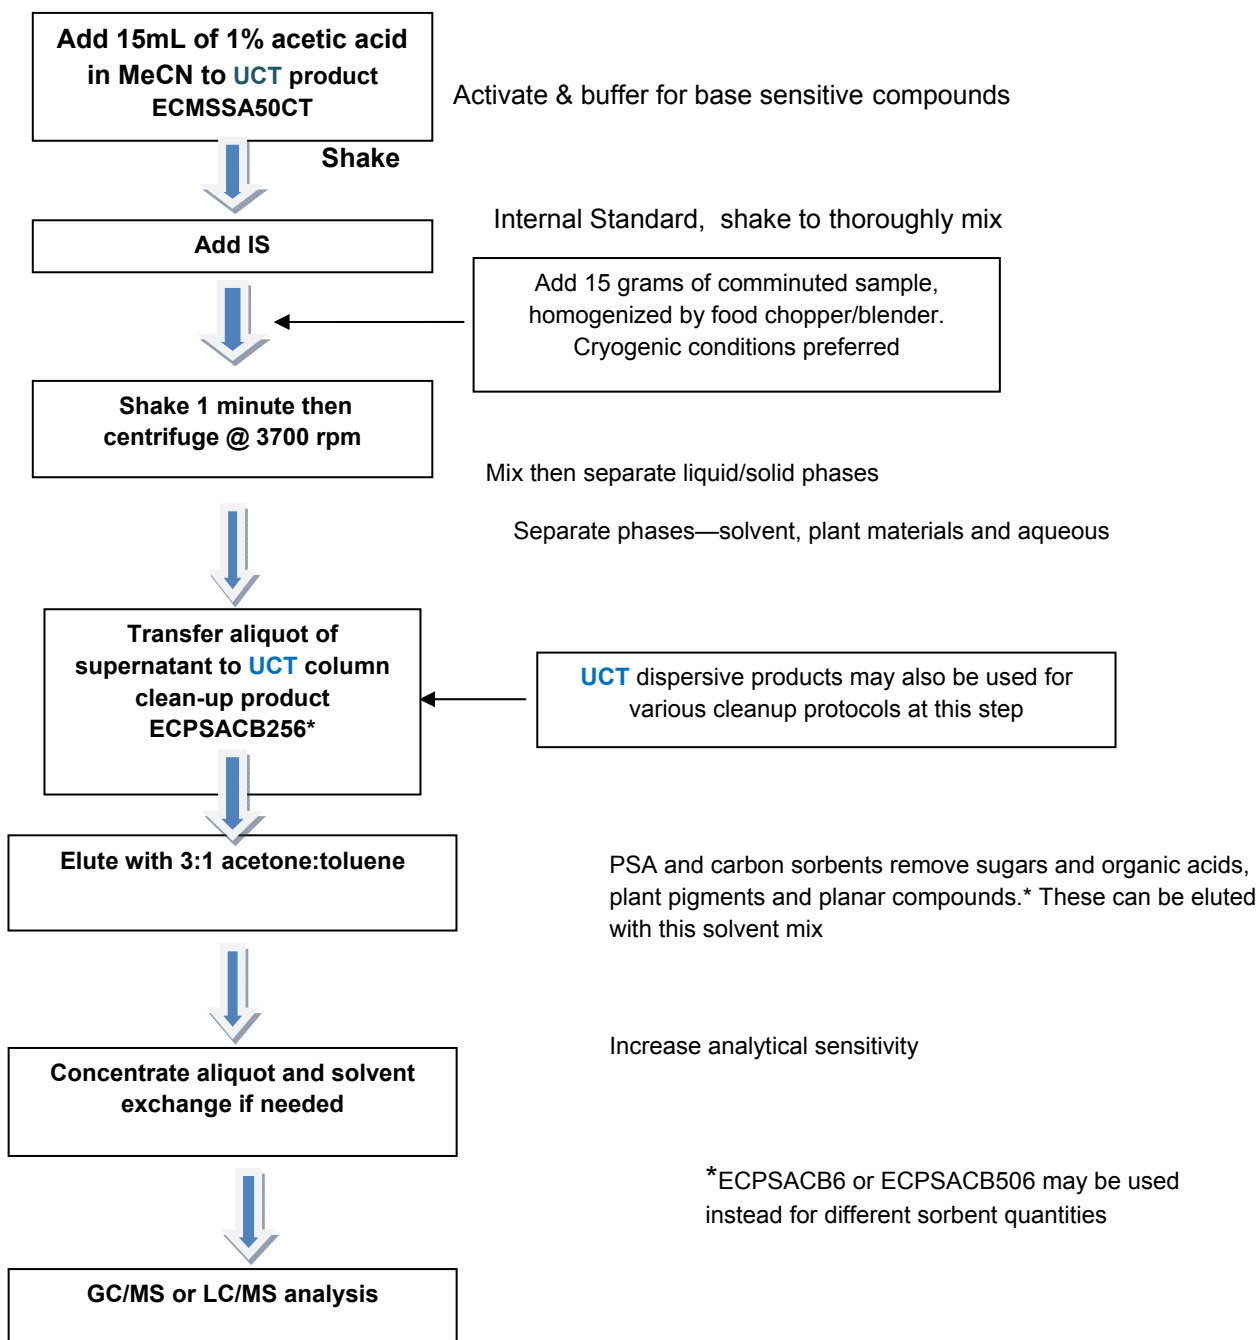 Add 15mL of 1% acetic acid
in MeCN to UCT product
ECMSSA50CT
Activate & buffer for base sensitive compounds
Shake
Internal Standard,  shake to thoroughly mix
Add IS
Add 15 grams of comminuted sample,
homogenized by food chopper/blender.
Cryogenic conditions preferred
Shake 1 minute then
centrifuge @ 3700 rpm
Mix then separate liquid/solid phases
Separate phases—solvent, plant materials and aqueous
Transfer aliquot of
supernatant to UCT column
clean-up product
ECPSACB256*
UCT dispersive products may also be used for
various cleanup protocols at this step
Elute with 3:1 acetone:toluene
PSA and carbon sorbents remove sugars and organic acids,
plant pigments and planar compounds.* These can be eluted
with this solvent mix
Increase analytical sensitivity
Concentrate aliquot and solvent
exchange if needed
*ECPSACB6 or ECPSACB506 may be used
instead for different sorbent quantities
GC/MS or LC/MS analysis